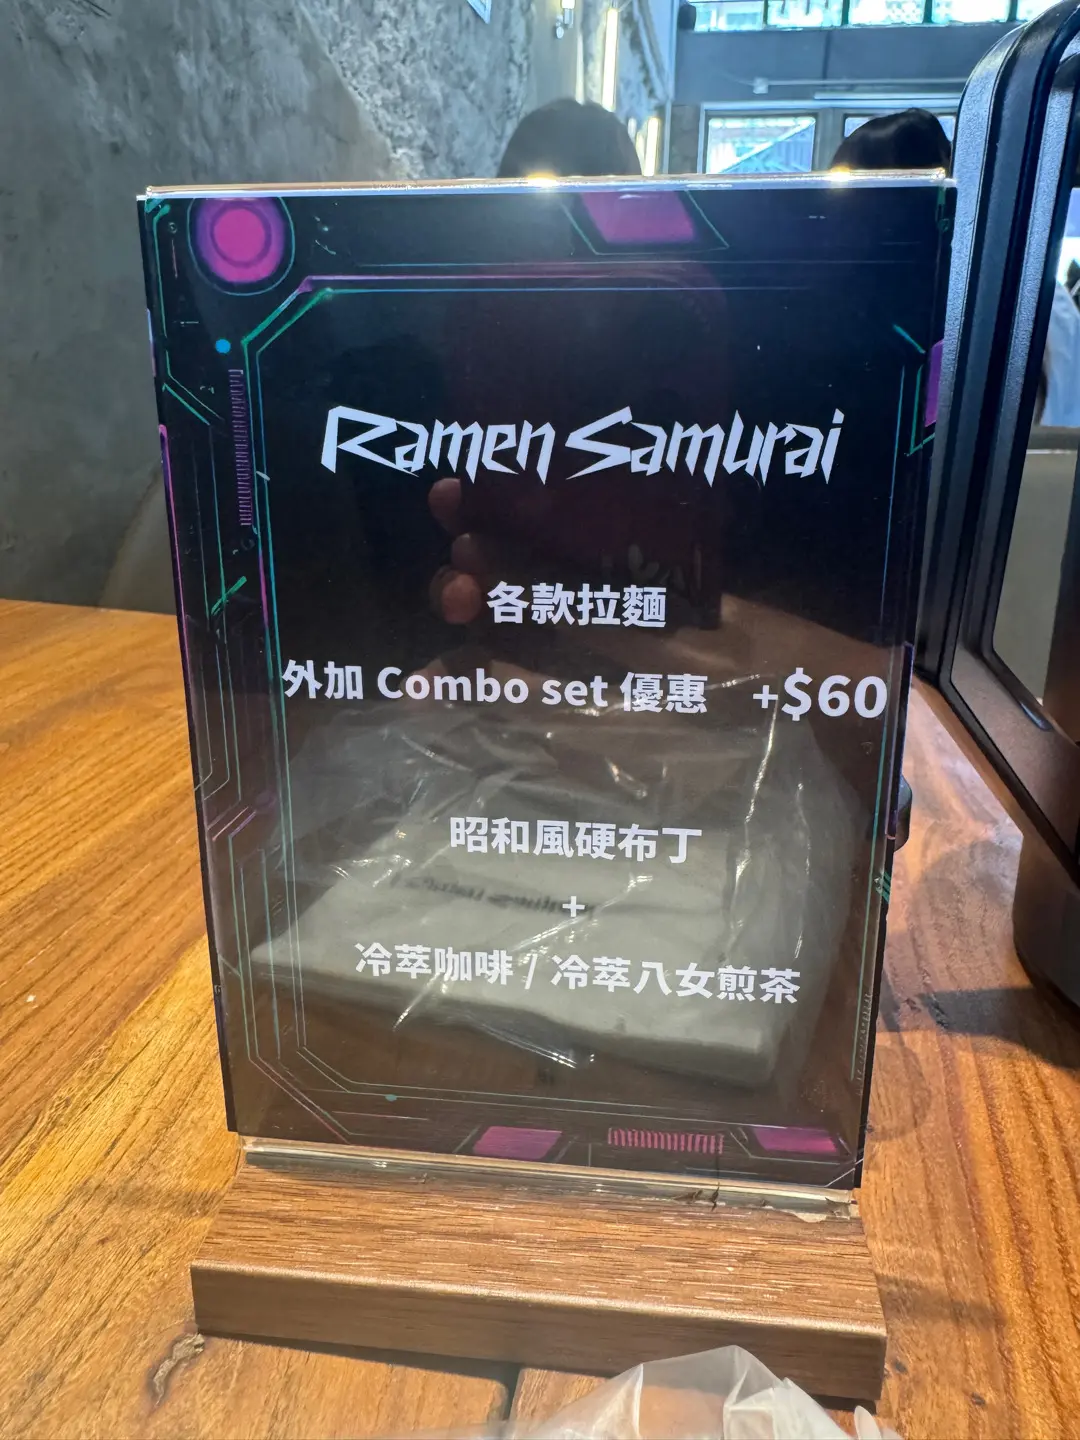 Ramen Samurai
各款拉麵
外加 Combo set 優惠 +$60
昭和風硬布丁
+
冷萃咖啡 / 冷萃八女煎茶